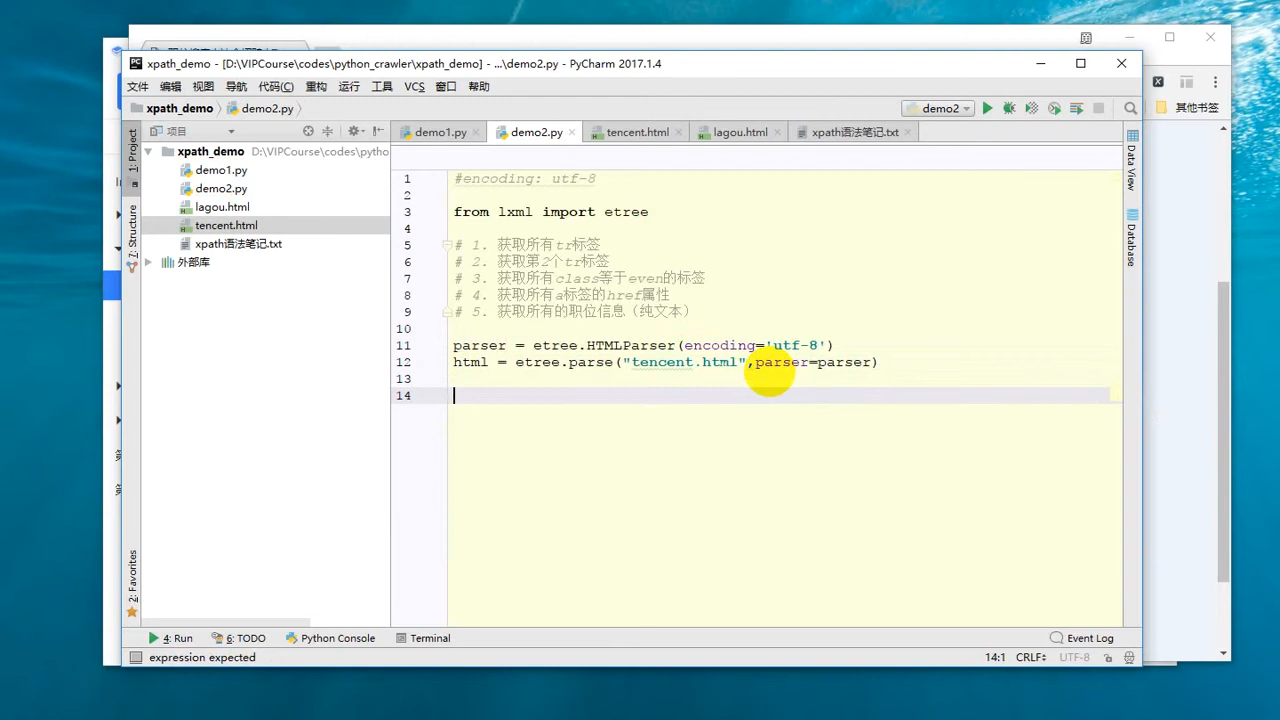 xpath_demo - [D:\VIPCourse\codes\python_crawler\xpath_demo] - ...\demo2.py - PyCharm 2017.1.4
文件 编辑 视图 导航 代码(C) 重构 运行 工具 VCS 窗口 帮助
xpath_demo demo2.py demo2
其他书签
项目
demo1.py demo2.py tencent.html lagou.html xpath语法笔记.txt
1: Project
7: Structure
2: Favorites
xpath_demo D:\VIPCourse\codes\pytho
demo1.py
demo2.py
lagou.html
tencent.html
xpath语法笔记.txt
外部库
1 #encoding: utf-8
2
3 from lxml import etree
4
5 # 1. 获取所有tr标签
6 # 2. 获取第2个tr标签
7 # 3. 获取所有class等于even的标签
8 # 4. 获取所有a标签的href属性
9 # 5. 获取所有的职位信息（纯文本）
10
11 parser = etree.HTMLParser(encoding='utf-8')
12 html = etree.parse("tencent.html",parser=parser)
13
14
Data View
Database
4: Run 6: TODO Python Console Terminal Event Log
expression expected 14:1 CRLF UTF-8